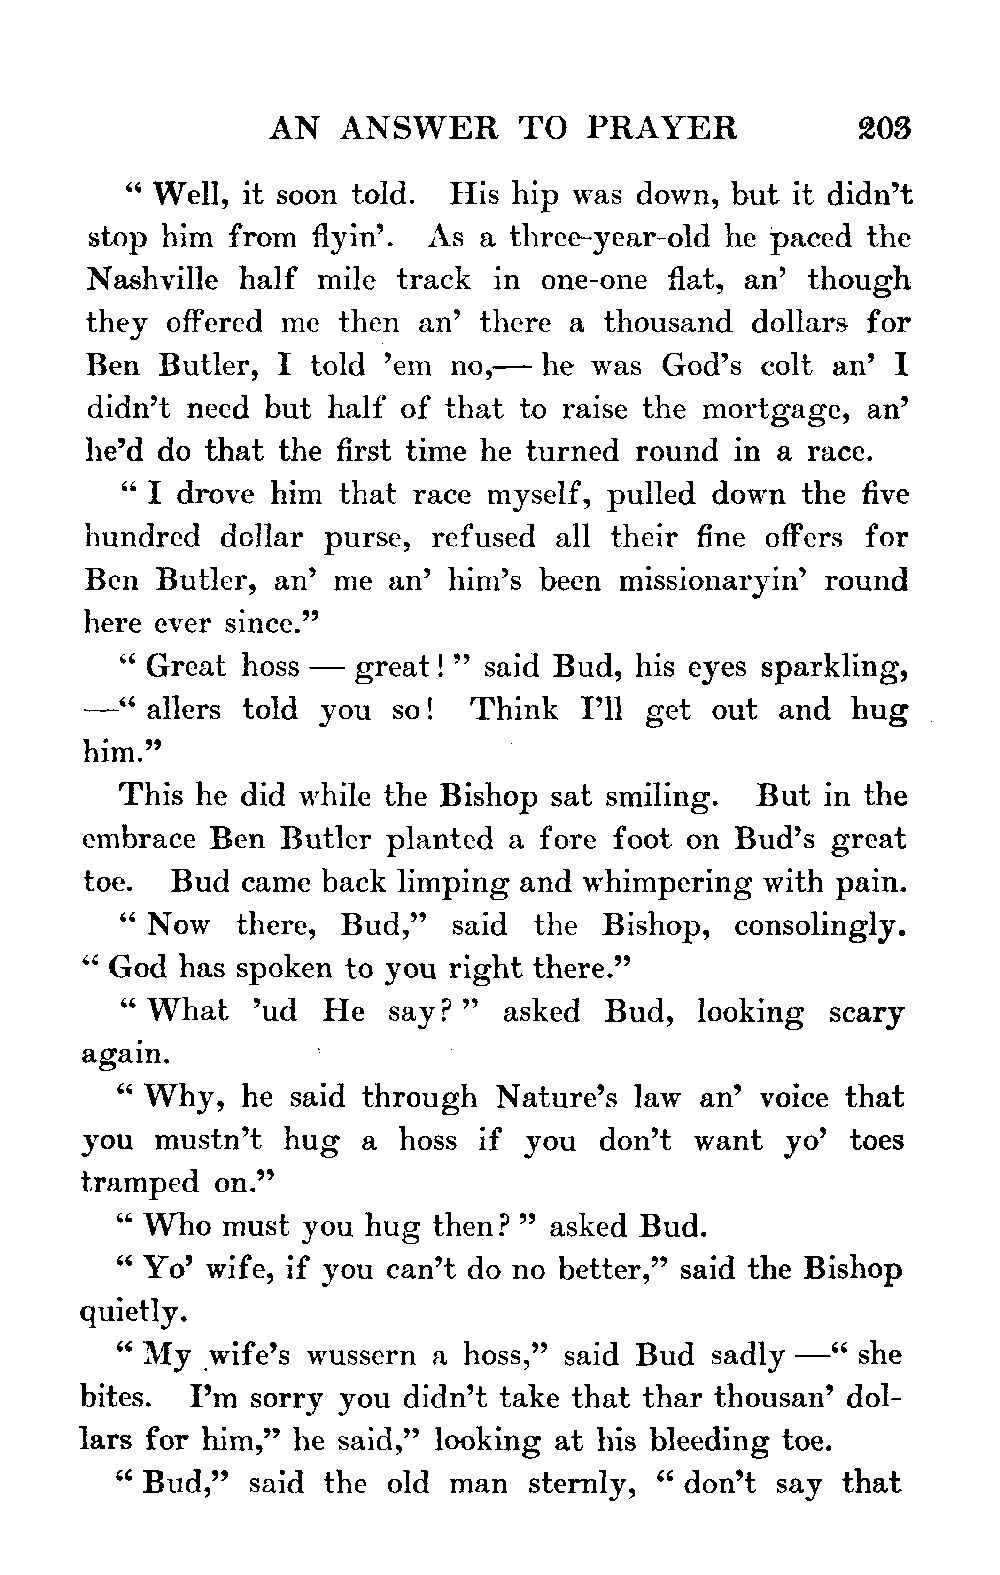 AN ANSWER TO PRAYER 203
“ Well, it soon told. His hip was down, but it didn’t
stop him from flyin’. As a three-year-old he paced the
Nashville half mile track in one-one flat, an’ though
they offered me then an’ there a thousand dollars for
Ben Butler, I told ’em no,— he was God’s colt an’ I
didn’t need but half of that to raise the mortgage, an’
he’d do that the first time he turned round in a race.
“ I drove him that race myself, pulled down the five
hundred dollar purse, refused all their fine offers for
Ben Butler, an’ me an’ him’s been missionaryin’ round
here ever since.”
“ Great hoss — great! ” said Bud, his eyes sparkling,
—“ allers told you so! Think I’ll get out and hug
him.”
This he did while the Bishop sat smiling. But in the
embrace Ben Butler planted a fore foot on Bud’s great
toe. Bud came back limping and whimpering with pain.
“ Now there, Bud,” said the Bishop, consolingly.
“ God has spoken to you right there.”
“ What ’ud He say? ” asked Bud, looking scary
again.
“ Why, he said through Nature’s law an’ voice that
you mustn’t hug a hoss if you don’t want yo’ toes
tramped on.”
“ Who must you hug then? ” asked Bud.
“ Yo’ wife, if you can’t do no better,” said the Bishop
quietly.
“ My wife’s wussern a hoss,” said Bud sadly —“ she
bites. I’m sorry you didn’t take that thar thousan’ dol-
lars for him,” he said,” looking at his bleeding toe.
“ Bud,” said the old man sternly, “ don’t say that